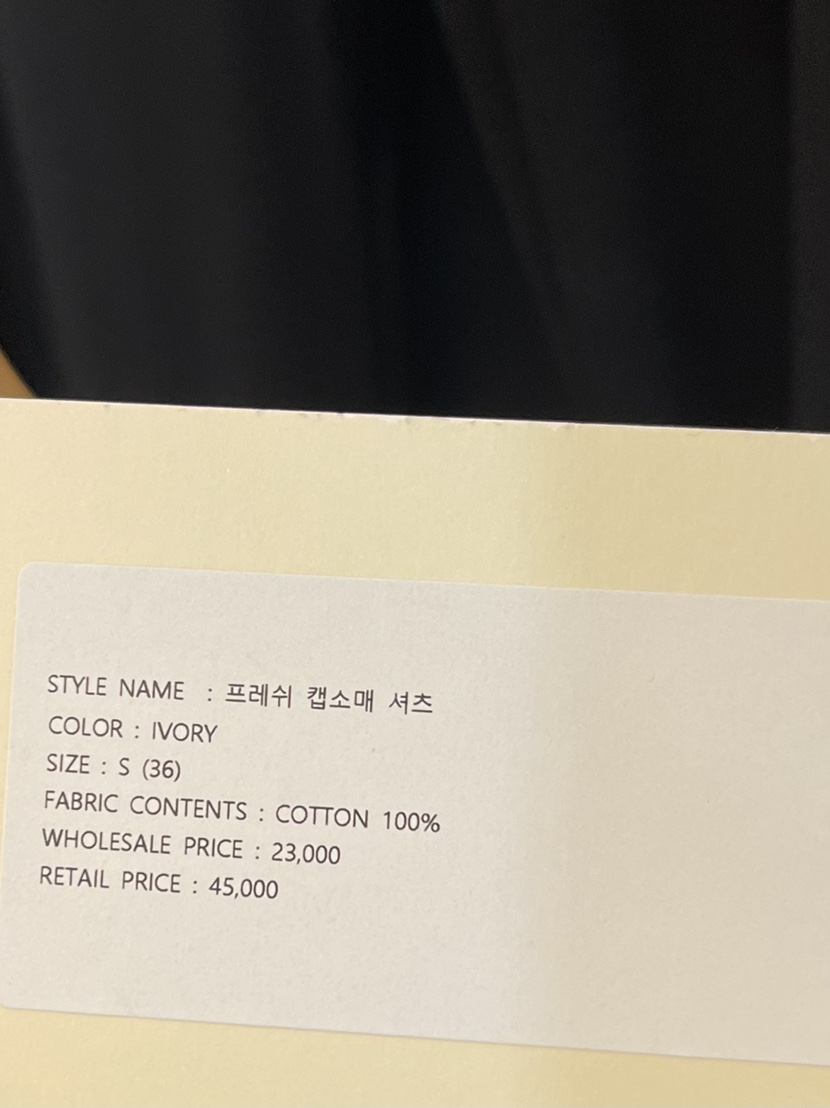 STYLE NAME : 프레쉬 캡소매 셔츠
COLOR : IVORY
SIZE : S (36)
FABRIC CONTENTS : COTTON 100%
WHOLESALE PRICE : 23,000
RETAIL PRICE : 45,000